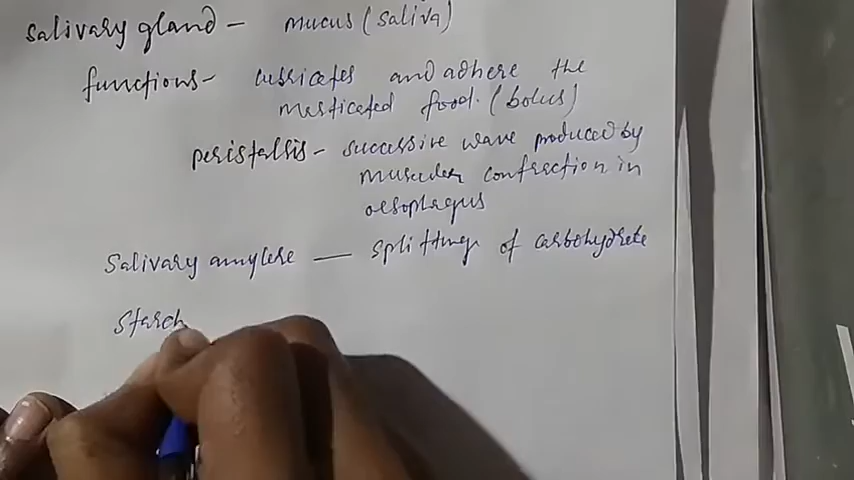 Salivary gland - mucus (saliva)
functions - lubricates and adhere the
masticated food. (bolus)
peristalsis - successive wave produced by
muscular contraction in
oesophagus
Salivary amylase — splitting of carbohydrate
Starch